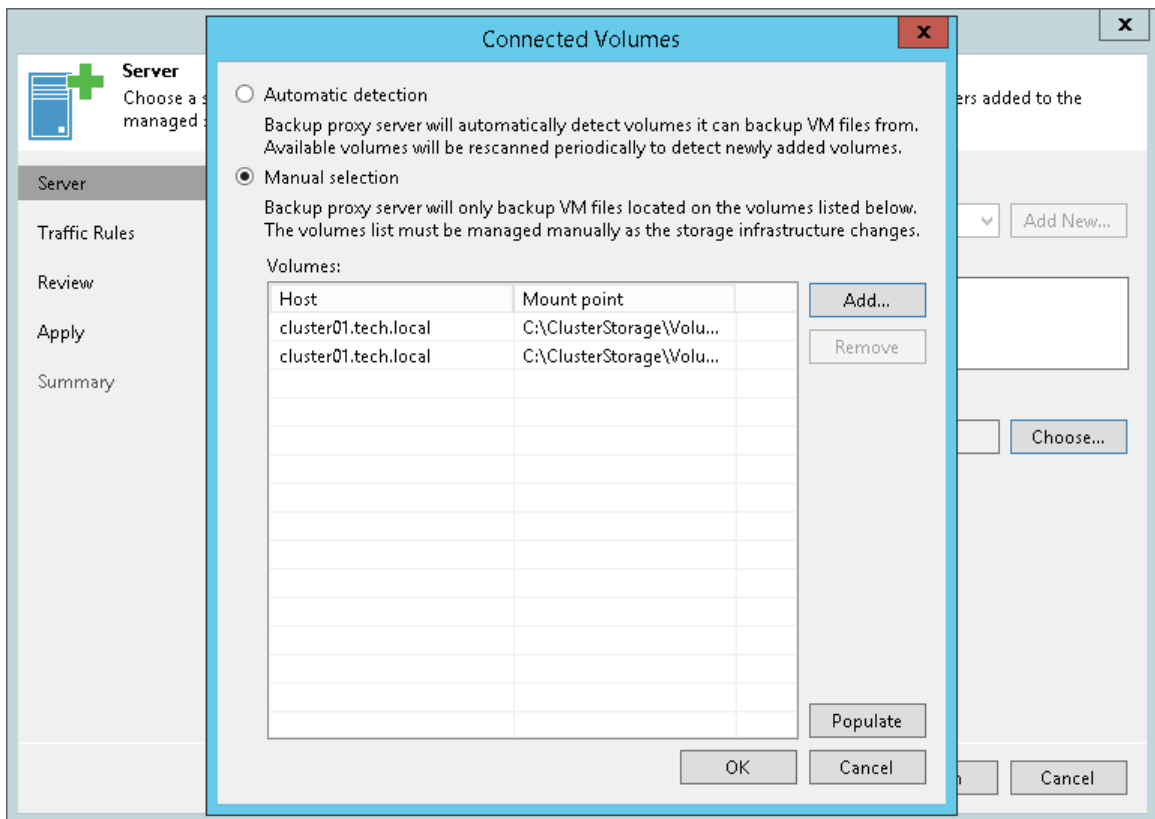 Connected Volumes
x
x
Server
Choose a s
managed
ers added to the
Server
Traffic Rules
Review
Apply
Summary
Automatic detection
Backup proxy server will automatically detect volumes it can backup VM files from.
Available volumes will be rescanned periodically to detect newly added volumes.
Manual selection
Backup proxy server will only backup VM files located on the volumes listed below.
The volumes list must be managed manually as the storage infrastructure changes.
Volumes:
Host Mount point
cluster01.tech.local C:\ClusterStorage\Volu...
cluster01.tech.local C:\ClusterStorage\Volu...
Add...
Remove
Populate
OK Cancel
Add New...
Choose...
Cancel